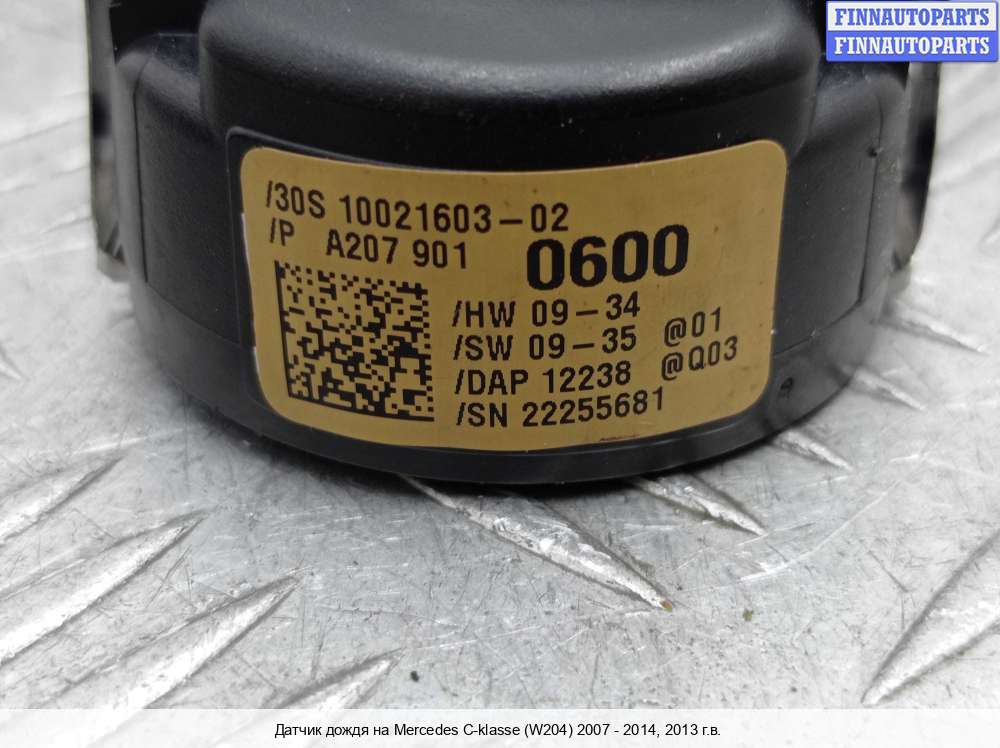 FINNAUTOPARTS
FINNAUTOPARTS
/30S 10021603-02
/P A207 901 0600
/HW 09-34
/SW 09-35 @01
/DAP 12238 @Q03
/SN 22255681
Датчик дождя на Mercedes C-klasse (W204) 2007 - 2014, 2013 г.в.